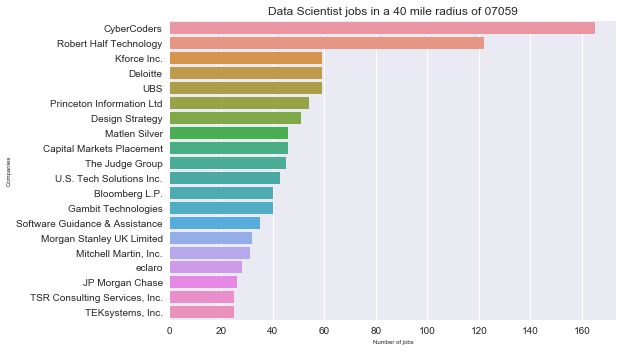 Data Scientist jobs in a 40 mile radius of 07059
CyberCoders
Robert Half Technology
Kforce Inc.
Deloitte
UBS
Princeton Information Ltd
Design Strategy
Matlen Silver
Capital Markets Placement
The Judge Group
U.S. Tech Solutions Inc.
Bloomberg L.P.
Gambit Technologies
Software Guidance & Assistance
Morgan Stanley UK Limited
Mitchell Martin, Inc.
eclaro
JP Morgan Chase
TSR Consulting Services, Inc.
TEKsystems, Inc.
Companies
0 20 40 60 80 100 120 140 160
Number of jobs